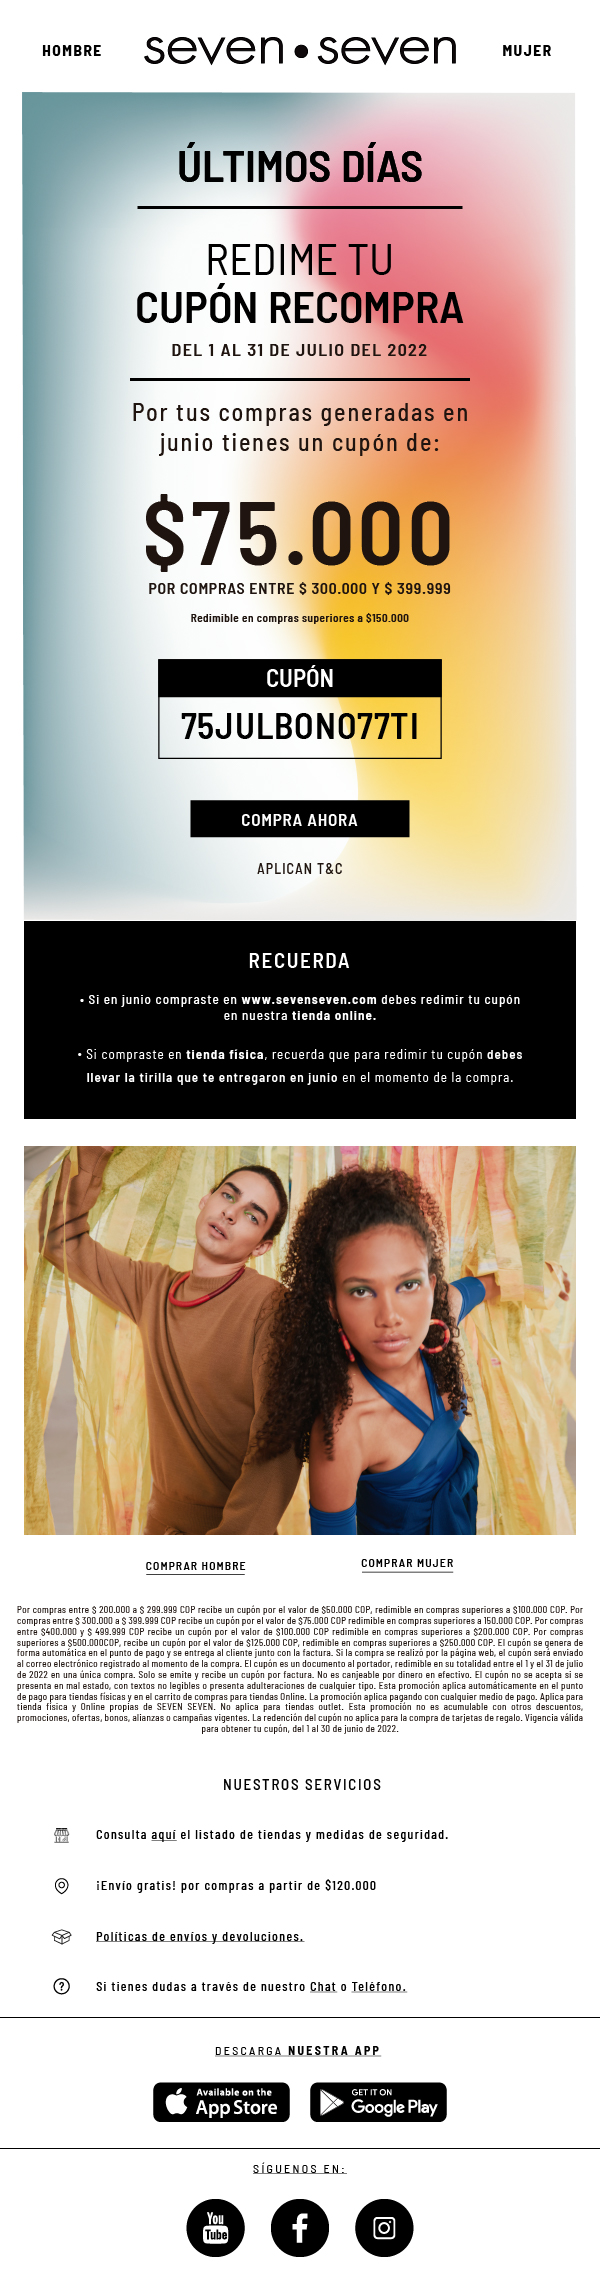 HOMBRE
seven • seven
MUJER
ÚLTIMOS DÍAS
REDIME TU
CUPÓN RECOMPRA
DEL 1 AL 31 DE JULIO DEL 2022
Por tus compras generadas en
junio tienes un cupón de:
$75.000
POR COMPRAS ENTRE $ 300.000 Y $ 399.999
Redimible en compras superiores a $150.000
CUPÓN
75JULBONO77TI
COMPRA AHORA
APLICAN T&C
RECUERDA
• Si en junio compraste en www.sevenseven.com debes redimir tu cupón
en nuestra tienda online.
• Si compraste en tienda física, recuerda que para redimir tu cupón debes
llevar la tirilla que te entregaron en junio en el momento de la compra.
COMPRAR HOMBRE
COMPRAR MUJER
Por compras entre $ 200.000 a $ 299.999 COP recibe un cupón por el valor de $50.000 COP, redimible en compras superiores a $100.000 COP. Por
compras entre $ 300.000 a $ 399.999 COP recibe un cupón por el valor de $75.000 COP redimible en compras superiores a 150.000 COP. Por compras
entre $400.000 y $ 499.999 COP recibe un cupón por el valor de $100.000 COP redimible en compras superiores a $200.000 COP. Por compras
superiores a $500.000COP, recibe un cupón por el valor de $125.000 COP, redimible en compras superiores a $250.000 COP. El cupón se genera de
forma automática en el punto de pago y se entrega al cliente junto con la factura. Si la compra se realizó por la página web, el cupón será enviado
al correo electrónico registrado al momento de la compra. El cupón es un documento al portador, redimible en su totalidad entre el 1 y el 31 de julio
de 2022 en una única compra. Solo se emite y recibe un cupón por factura. No es canjeable por dinero en efectivo. El cupón no se acepta si se
presenta en mal estado, con textos no legibles o presenta adulteraciones de cualquier tipo. Esta promoción aplica automáticamente en el punto
de pago para tiendas físicas y en el carrito de compras para tiendas Online. La promoción aplica pagando con cualquier medio de pago. Aplica para
tienda física y Online propias de SEVEN SEVEN. No aplica para tiendas outlet. Esta promoción no es acumulable con otros descuentos,
promociones, ofertas, bonos, alianzas o campañas vigentes. La redención del cupón no aplica para la compra de tarjetas de regalo. Vigencia válida
para obtener tu cupón, del 1 al 30 de junio de 2022.
NUESTROS SERVICIOS
Consulta aquí el listado de tiendas y medidas de seguridad.
¡Envío gratis! por compras a partir de $120.000
Políticas de envíos y devoluciones.
Si tienes dudas a través de nuestro Chat o Teléfono.
DESCARGA NUESTRA APP
Available on the
App Store
GET IT ON
Google Play
SÍGUENOS EN:
You
Tube